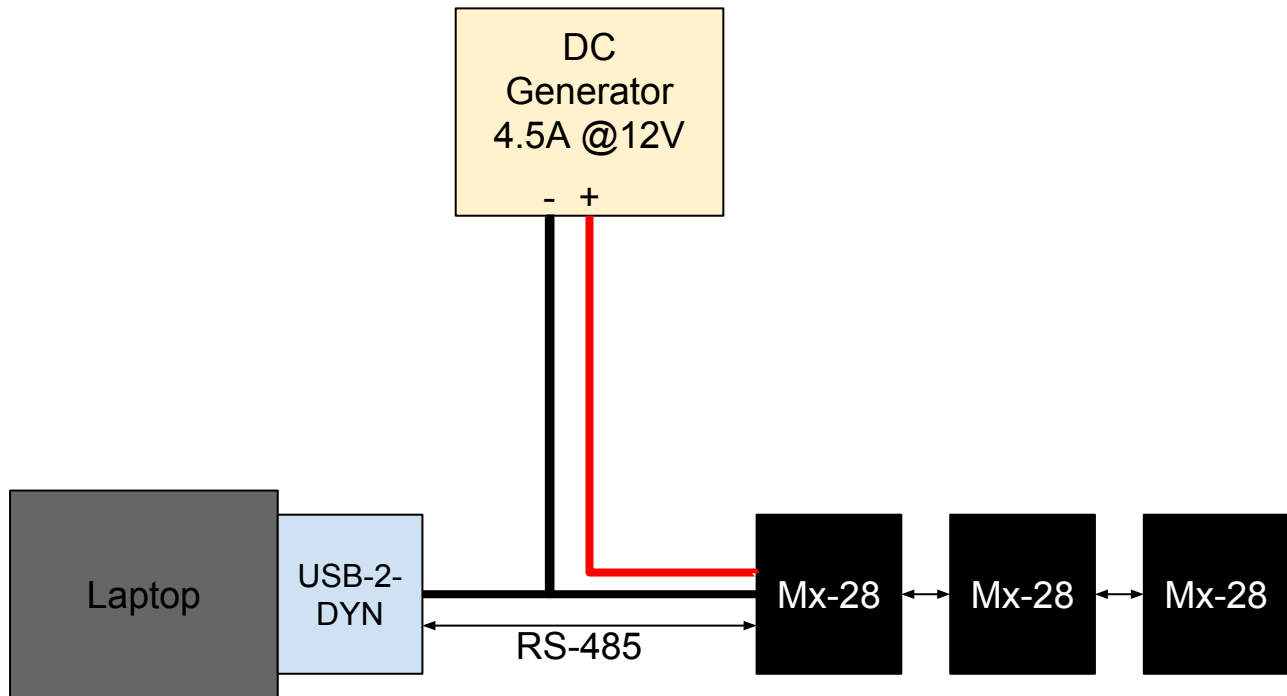 DC
Generator
4.5A @12V
- +
Laptop
USB-2-
DYN
RS-485
Mx-28
Mx-28
Mx-28